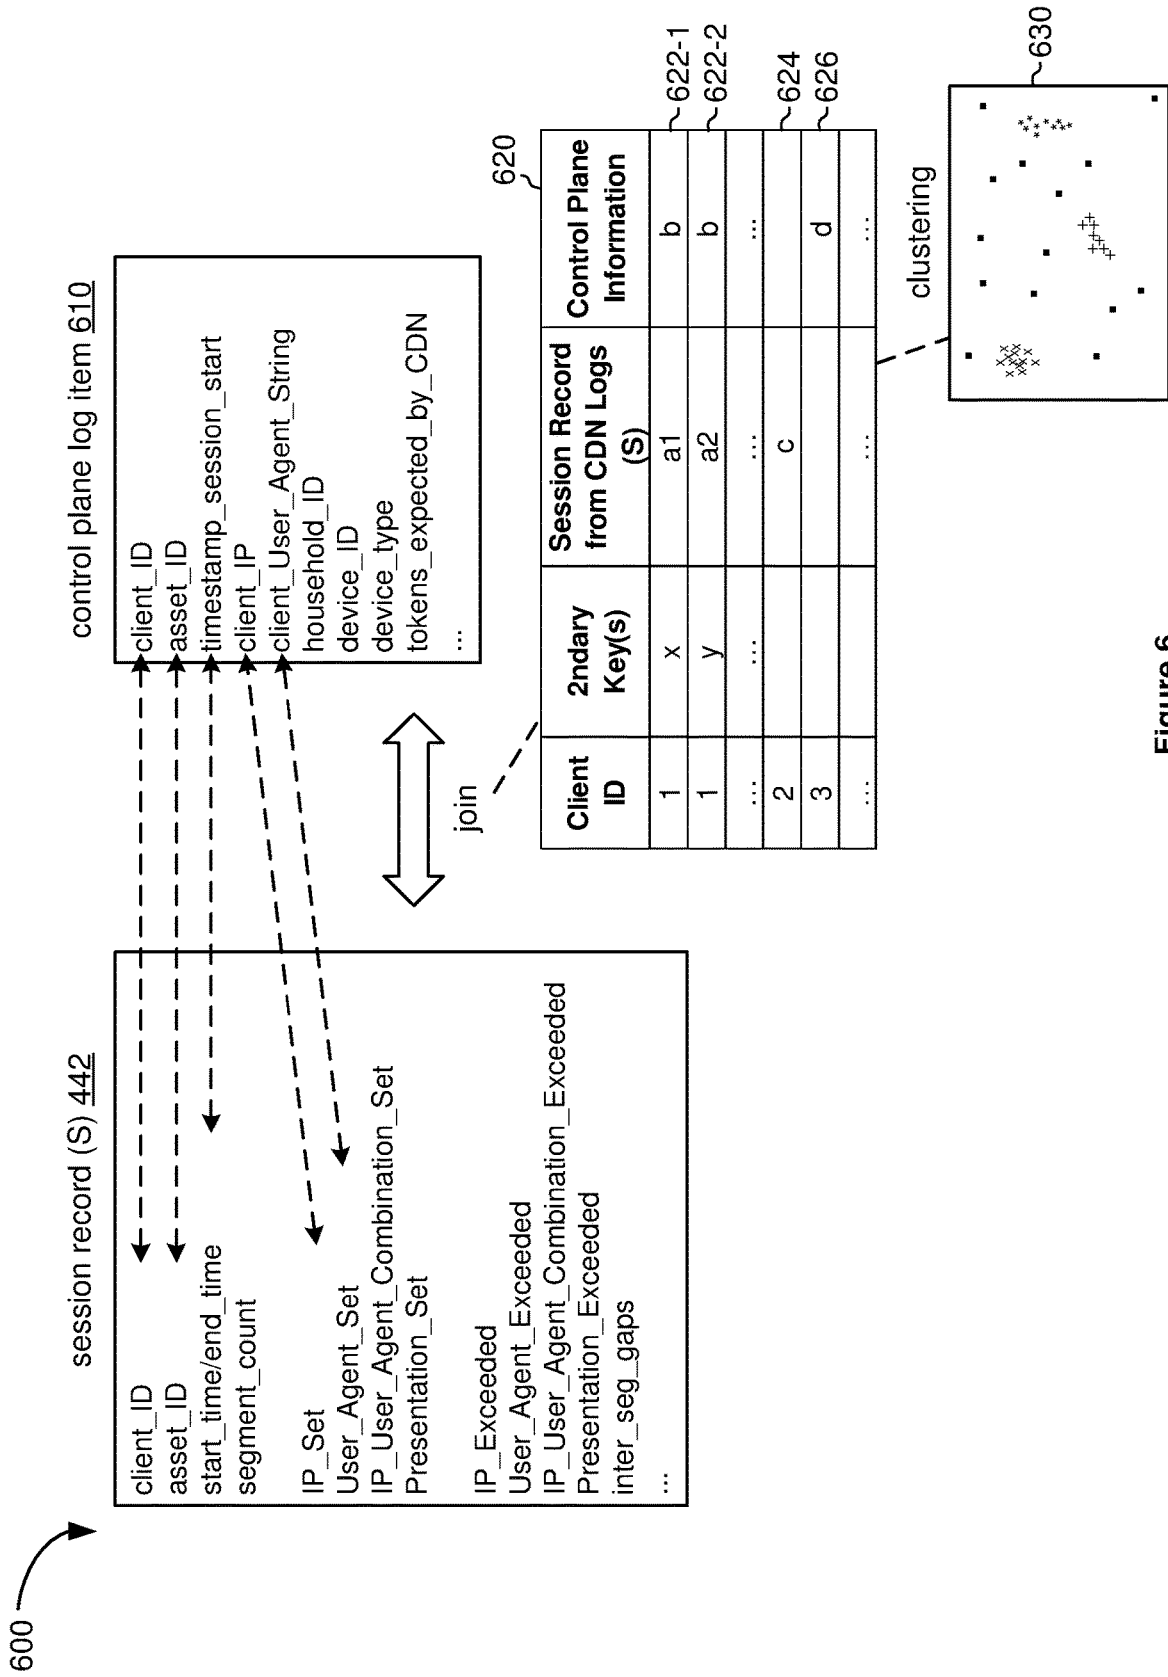 600
session record (S) 442
client_ID
asset_ID
start_time/end_time
segment_count
IP_Set
User_Agent_Set
IP_User_Agent_Combination_Set
Presentation_Set
IP_Exceeded
User_Agent_Exceeded
IP_User_Agent_Combination_Exceeded
Presentation_Exceeded
inter_seg_gaps
...
control plane log item 610
client_ID
asset_ID
timestamp_session_start
client_IP
client_User_Agent_String
household_ID
device_ID
device_type
tokens_expected_by_CDN
...
join
620
Client ID 2ndary Key(s) Session Record from CDN Logs (S) Control Plane Information
1 x a1 b 622-1
1 y a2 b 622-2
... ... ... ...
2 c 624
3 d 626
... ... ...
clustering
630
Figure 6